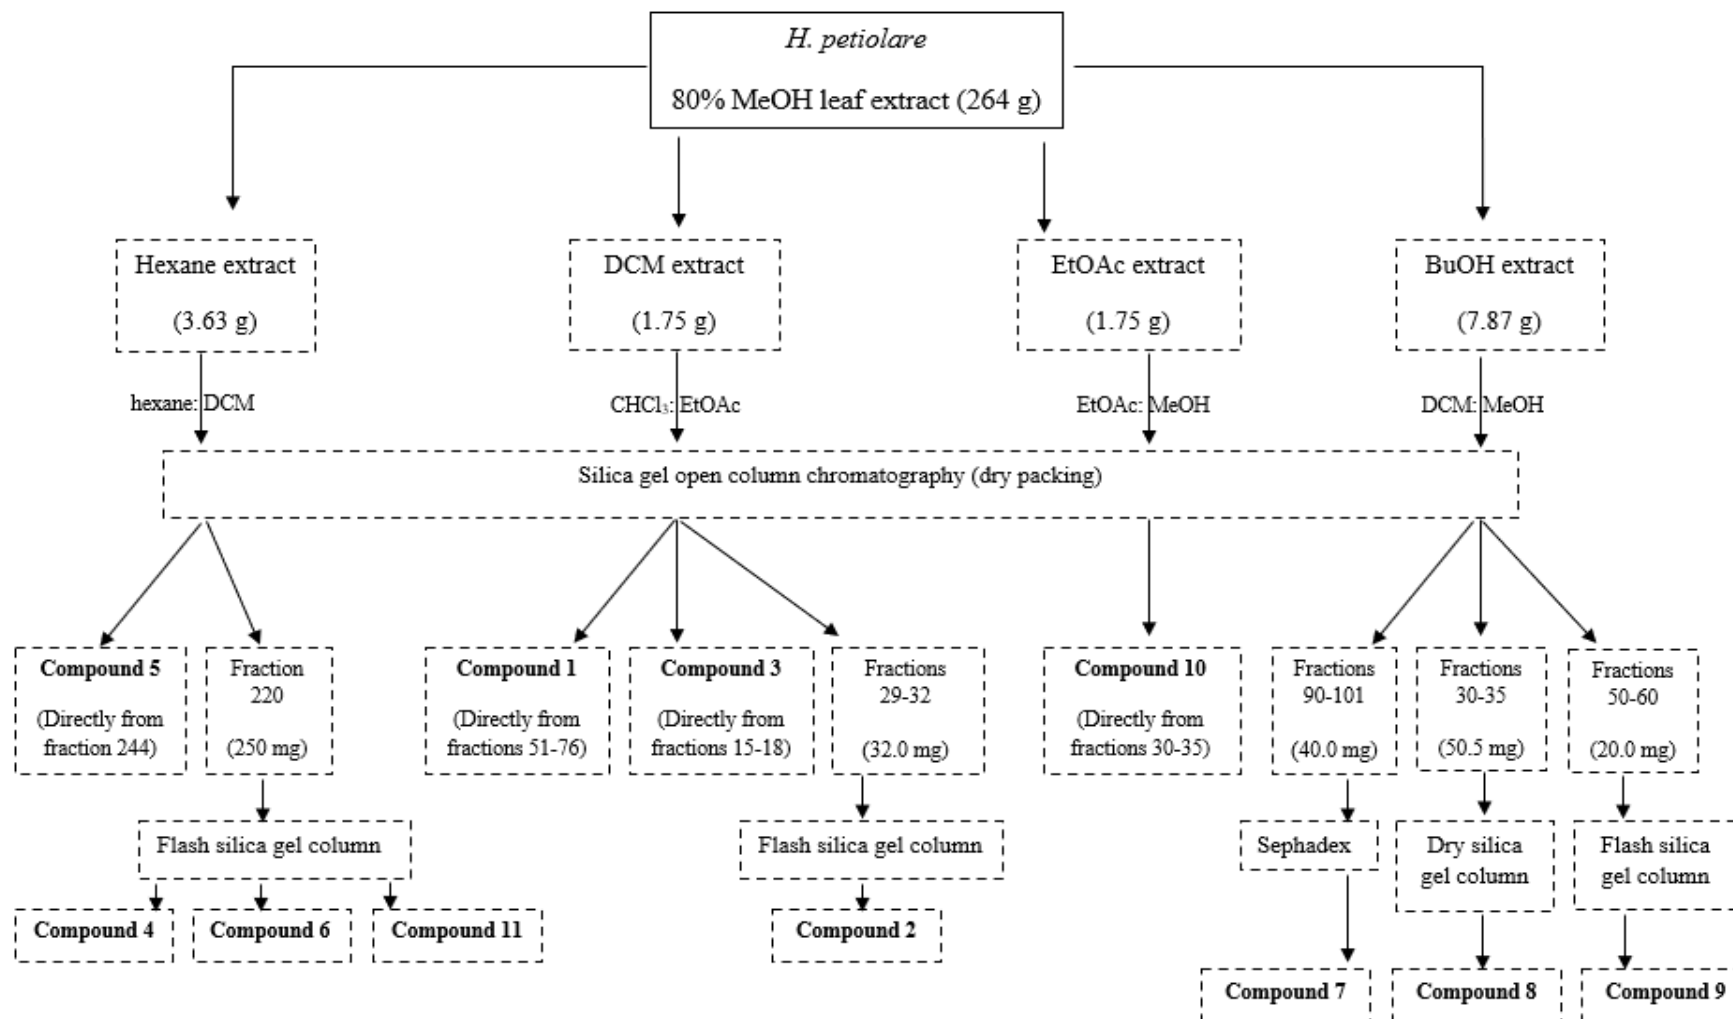 H. petiolare
80% MeOH leaf extract (264 g)
Hexane extract
(3.63 g)
DCM extract
(1.75 g)
EtOAc extract
(1.75 g)
BuOH extract
(7.87 g)
hexane: DCM
CHCl₃: EtOAc
EtOAc: MeOH
DCM: MeOH
Silica gel open column chromatography (dry packing)
Compound 5
(Directly from
fraction 244)
Fraction
220
(250 mg)
Compound 1
(Directly from
fractions 51-76)
Compound 3
(Directly from
fractions 15-18)
Fractions
29-32
(32.0 mg)
Compound 10
(Directly from
fractions 30-35)
Fractions
90-101
(40.0 mg)
Fractions
30-35
(50.5 mg)
Fractions
50-60
(20.0 mg)
Flash silica gel column
Flash silica gel column
Sephadex
Dry silica
gel column
Flash silica
gel column
Compound 4
Compound 6
Compound 11
Compound 2
Compound 7
Compound 8
Compound 9